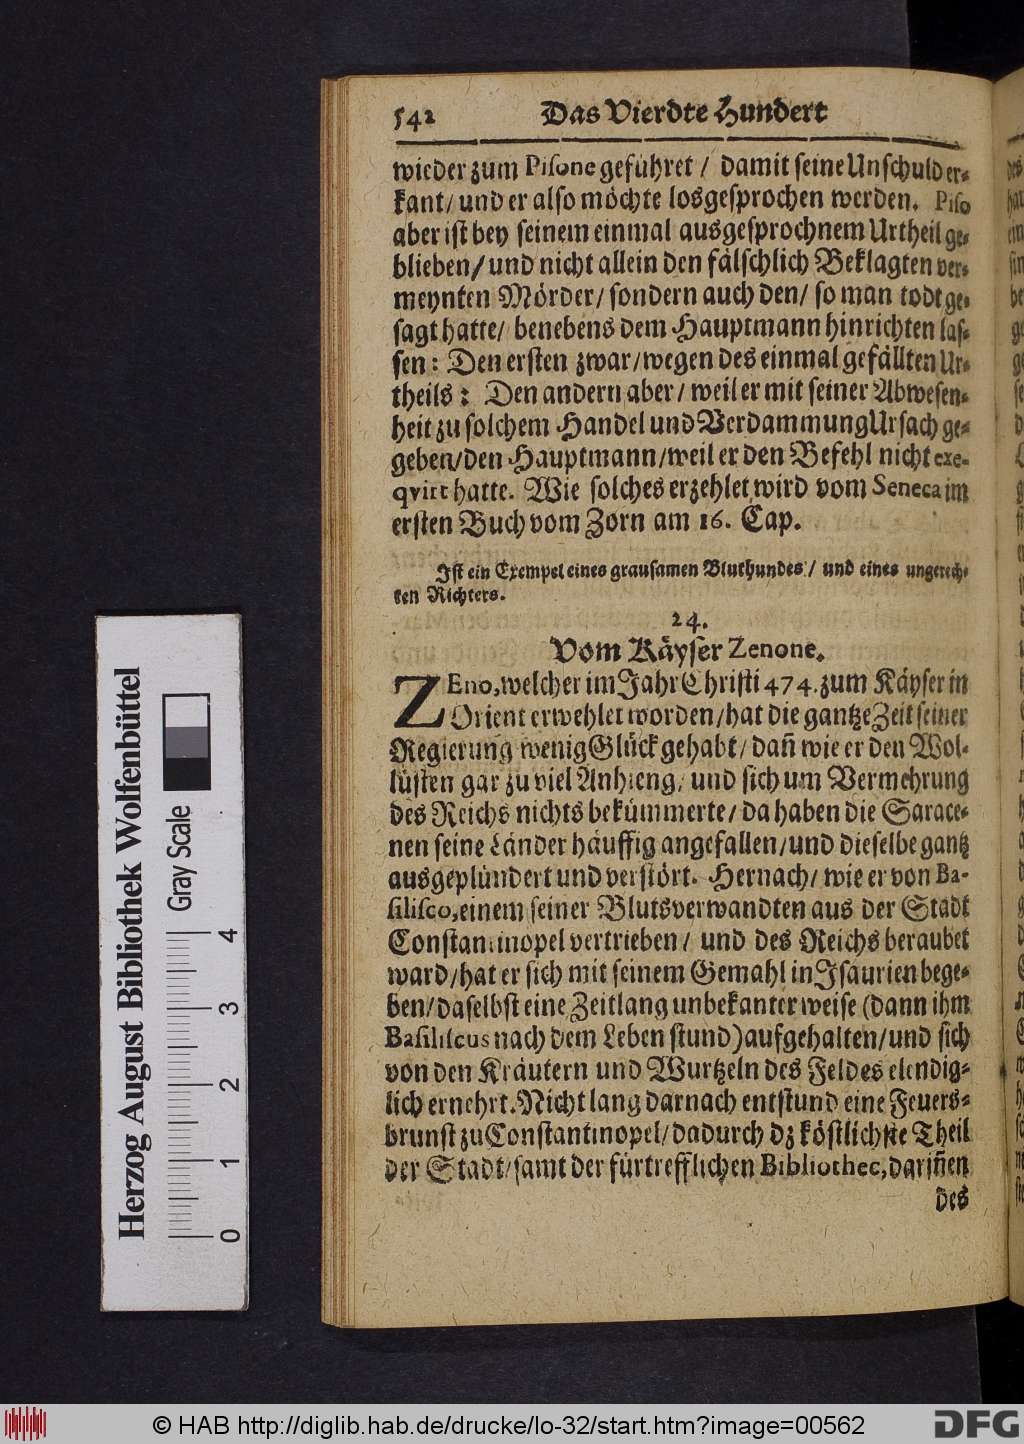 542 Das Vierdte Hundert
wieder zum Pisone geführet / damit seine Unschuld er-
kant/ und er also möchte losgesprochen werden. Piso
aber ist bey seinem einmal ausgesprochnem Urtheil ge-
blieben/ und nicht allein den fälschlich Beklagten ver-
meynten Mörder/ sondern auch den/ so man todt ge-
sagt hatte/ benebens dem Hauptmann hinrichten las-
sen: Den ersten zwar/wegen des einmal gefällten Ur-
theils: Den andern aber/ weil er mit seiner Abwesen-
heit zu solchem Handel und Verdammung Ursach ge-
geben/den Hauptmann/weil er den Befehl nicht exe-
qvirt hatte. Wie solches erzehlet wird vom Seneca im
ersten Buch vom Zorn am 16. Cap.
Ist ein Exempel eines grausamen Bluthundes/ und eines ungerech-
ten Richters.
24.
Vom Käyser Zenone.
ZEno, welcher im Jahr Christi 474. zum Käyser in
Orient erwehlet worden/hat die gantze Zeit seiner
Regierung wenig Glück gehabt/ dañ wie er den Wol-
lüsten gar zu viel Anhieng/ und sich um Vermehrung
des Reichs nichts bekümmerte/ da haben die Sarace-
nen seine Länder häuffig angefallen/und dieselbe gantz
ausgeplündert und verstört. Hernach/ wie er von Ba-
silisco, einem seiner Blutsverwandten aus der Stadt
Constantinopel vertrieben/ und des Reichs beraubet
ward/hat er sich mit seinem Gemahl in Isaurien bege-
ben/daselbst eine Zeitlang unbekanter weise (dann ihm
Basiliscus nach dem Leben stund) aufgehalten/und sich
von den Kräutern und Wurtzeln des Feldes elendig-
lich ernehrt. Nicht lang darnach entstund eine Feuers-
brunst zu Constantinopel/dadurch dz köstlichste Theil
der Stadt/samt der fürtrefflichen Bibliothec, dariñen
des
Herzog August Bibliothek Wolfenbüttel
Gray Scale
0 1 2 3 4
© HAB http://diglib.hab.de/drucke/lo-32/start.htm?image=00562
DFG